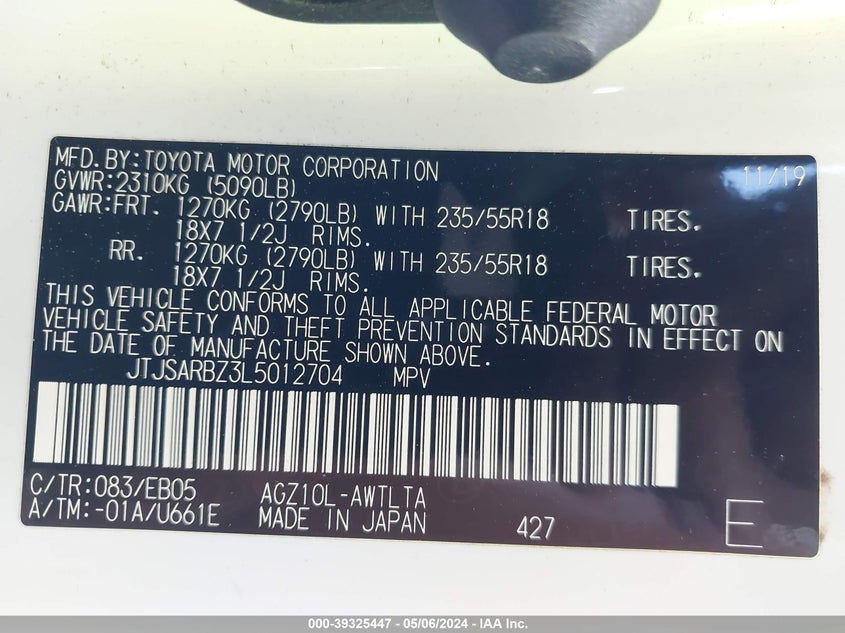 MFD.BY:TOYOTA MOTOR CORPORATION 11/19
GVWR:2310KG (5090LB)
GAWR:FRT. 1270KG (2790LB) WITH 235/55R18 TIRES.
18X7 1/2J RIMS.
RR. 1270KG (2790LB) WITH 235/55R18 TIRES.
18X7 1/2J RIMS.
THIS VEHICLE CONFORMS TO ALL APPLICABLE FEDERAL MOTOR
VEHICLE SAFETY AND THEFT PREVENTION STANDARDS IN EFFECT ON
THE DATE OF MANUFACTURE SHOWN ABOVE.
JTJSARBZ3L5012704 MPV
C/TR:083/EB05 AGZ10L-AWTLTA
A/TM:-01A/U661E MADE IN JAPAN 427 E
000-39325447 - 05/06/2024 - IAA Inc.